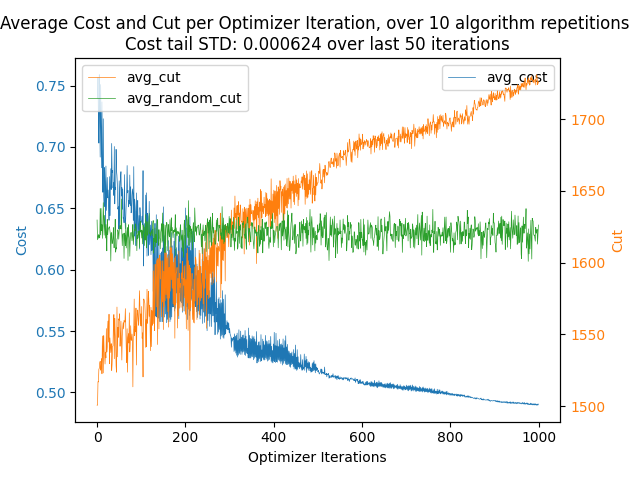 Average Cost and Cut per Optimizer Iteration, over 10 algorithm repetitions
Cost tail STD: 0.000624 over last 50 iterations
avg_cut
avg_random_cut
avg_cost
0.75
0.70
0.65
0.60
0.55
0.50
Cost
1700
1650
1600
1550
1500
Cut
0
200
400
600
800
1000
Optimizer Iterations